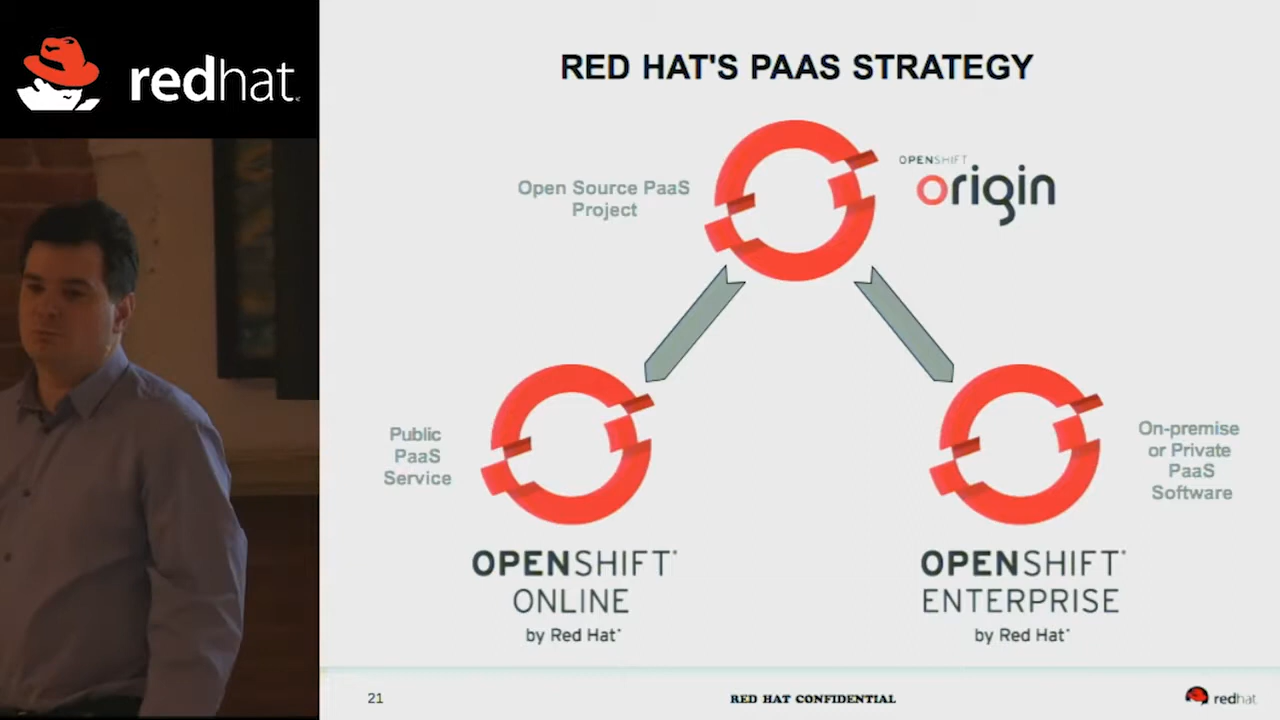 redhat.
RED HAT'S PAAS STRATEGY
Open Source PaaS
Project
OPENSHIFT
origin
Public
PaaS
Service
On-premise
or Private
PaaS
Software
OPENSHIFT
ONLINE
by Red Hat
OPENSHIFT
ENTERPRISE
by Red Hat
21
RED HAT CONFIDENTIAL
redhat